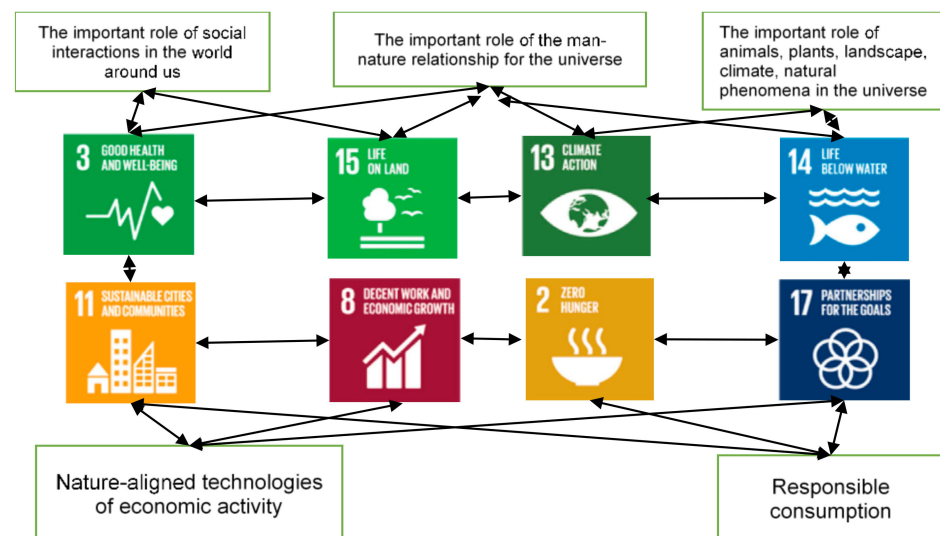 The important role of social
interactions in the world
around us
The important role of the man-
nature relationship for the universe
The important role of
animals, plants, landscape,
climate, natural
phenomena in the universe
3 GOOD HEALTH
AND WELL-BEING
15 LIFE
ON LAND
13 CLIMATE
ACTION
14 LIFE
BELOW WATER
11 SUSTAINABLE CITIES
AND COMMUNITIES
8 DECENT WORK AND
ECONOMIC GROWTH
2 ZERO
HUNGER
17 PARTNERSHIPS
FOR THE GOALS
Nature-aligned technologies
of economic activity
Responsible
consumption